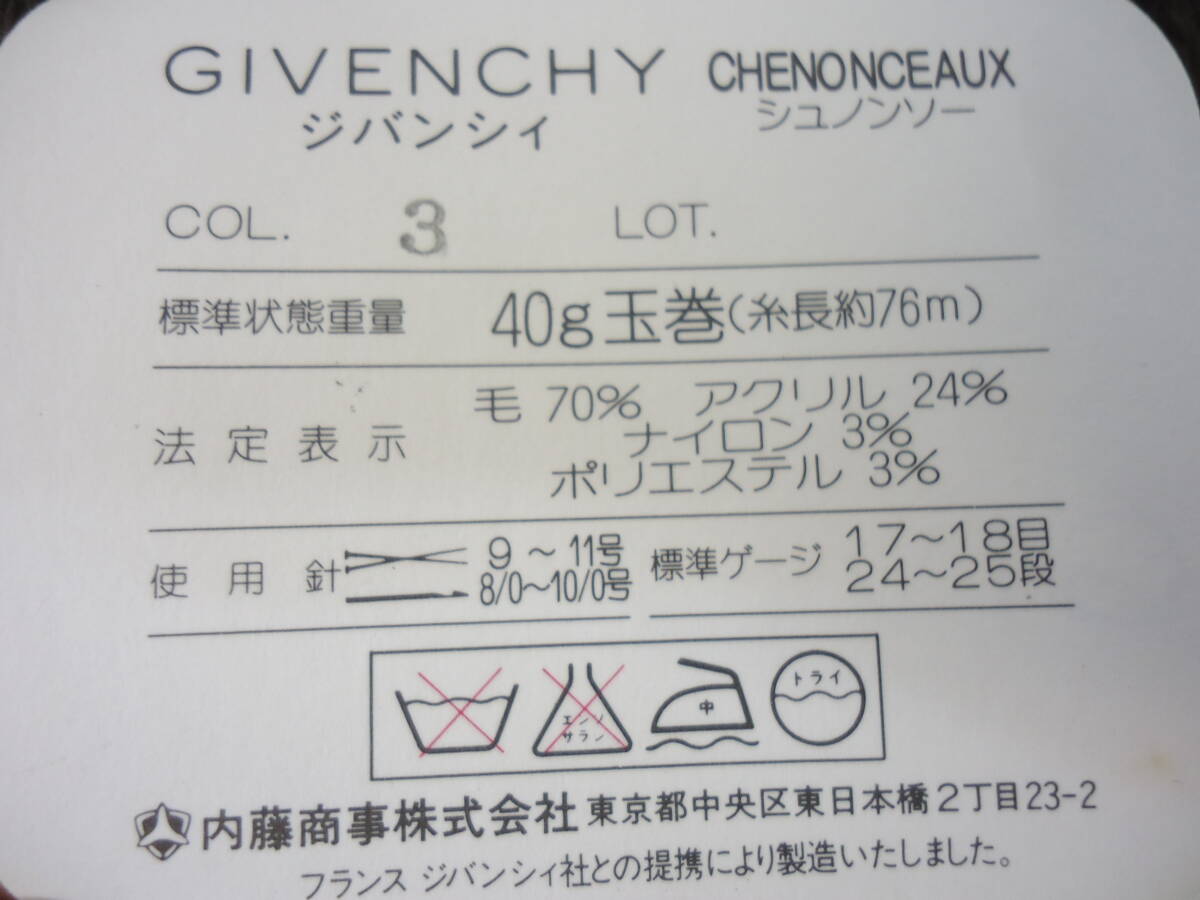 GIVENCHY CHENONCEAUX
ジバンシィ シュノンソー
COL. 3 LOT.
標準状態重量 40g玉巻(糸長約76m)
法定表示 毛 70% アクリル 24%
ナイロン 3%
ポリエステル 3%
使用針 9～11号 標準ゲージ 17～18目
8/0～10/0号 24～25段
エンソ
サラシ
中
ドライ
内藤商事株式会社 東京都中央区東日本橋2丁目23-2
フランス ジバンシィ社との提携により製造いたしました。